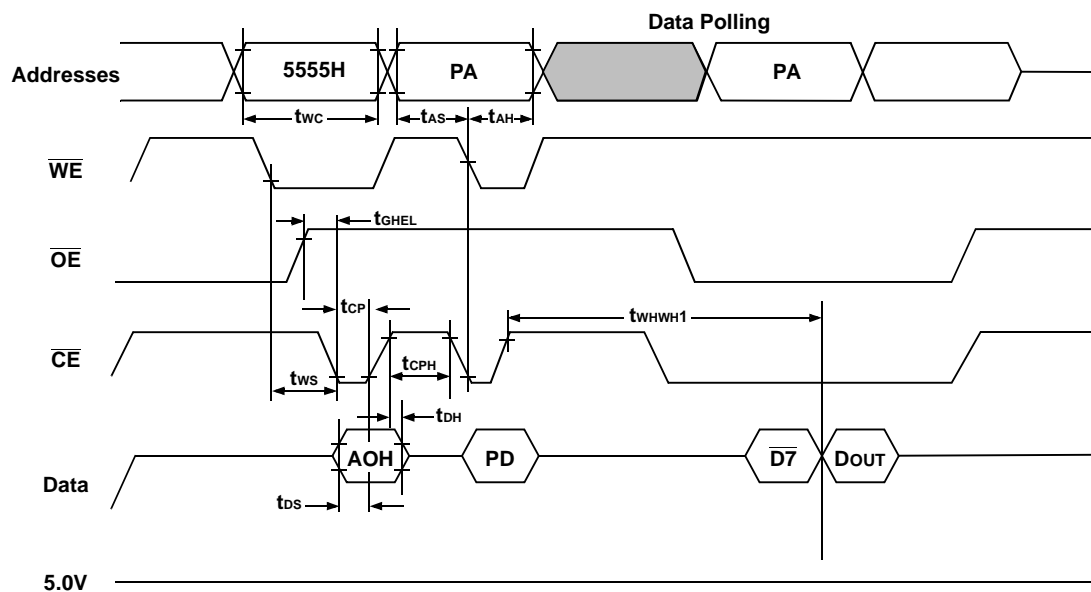 Data Polling
Addresses
5555H
PA
PA
tWC
tAS
tAH
WE
tGHEL
OE
tCP
tWHWH1
CE
tWS
tCPH
tDH
Data
AOH
PD
D7
DOUT
tDS
5.0V